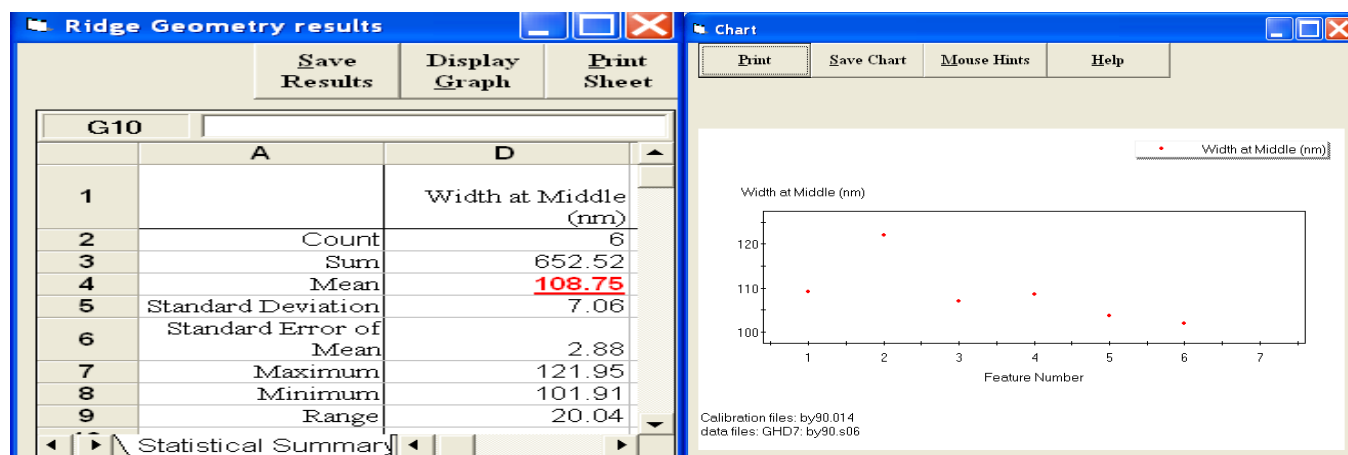 Ridge Geometry results
Save Results
Display Graph
Print Sheet
G10
A D
1 Width at Middle (nm)
2 Count 6
3 Sum 652.52
4 Mean 108.75
5 Standard Deviation 7.06
6 Standard Error of Mean 2.88
7 Maximum 121.95
8 Minimum 101.91
9 Range 20.04
Statistical Summary
Chart
Print Save Chart Mouse Hints Help
Width at Middle (nm)
Width at Middle (nm)
120
110
100
1 2 3 4 5 6 7
Feature Number
Calibration files: by90.014
data files: GHD7: by90.s06